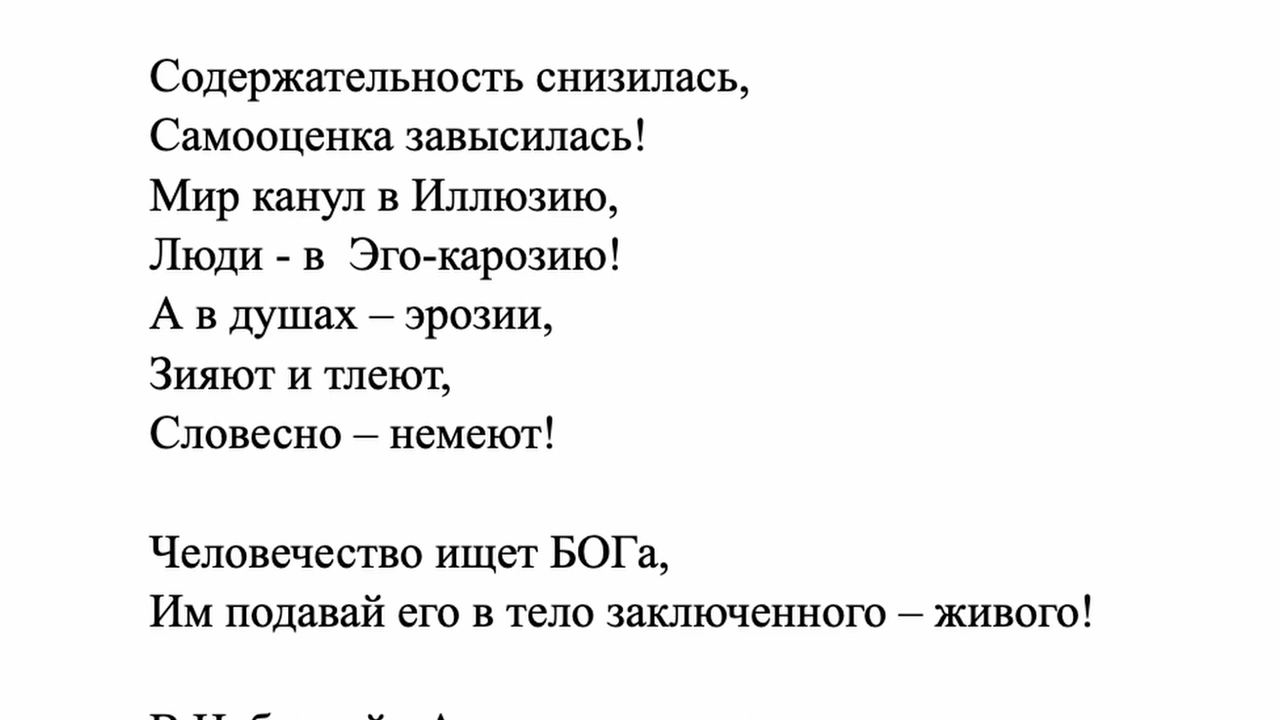 Содержательность снизилась,
Самооценка завысилась!
Мир канул в Иллюзию,
Люди - в  Эго-карозию!
А в душах – эрозии,
Зияют и тлеют,
Словесно – немеют!
Человечество ищет БОГа,
Им подавай его в тело заключенного – живого!